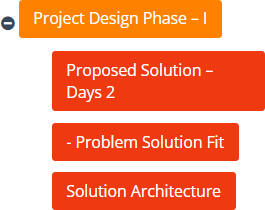 Project Design Phase – I
Proposed Solution –
Days 2
- Problem Solution Fit
Solution Architecture